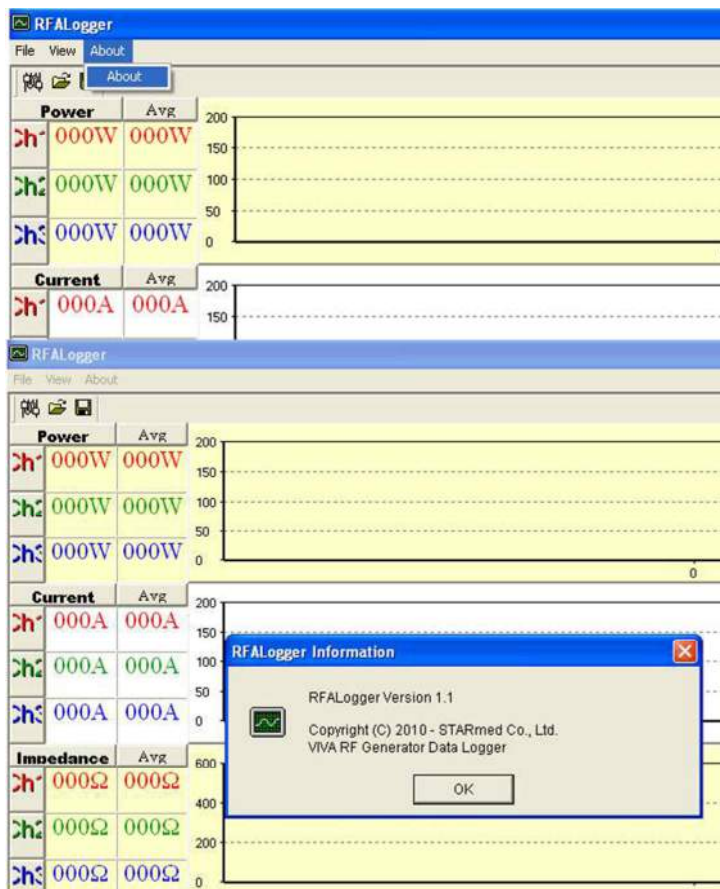 RFALogger
File View About
About
Power Avg
200
Ch1 000W 000W
150
Ch2 000W 000W
100
50
Ch3 000W 000W
0
Current Avg
200
Ch1 000A 000A
150
RFALogger
File View About
Power Avg
200
Ch1 000W 000W
150
Ch2 000W 000W
100
50
Ch3 000W 000W
0
0
Current Avg
200
Ch1 000A 000A
150
Ch2 000A 000A
100
50
Ch3 000A 000A
0
RFALogger Information
RFALogger Version 1.1
Copyright (C) 2010 - STARmed Co., Ltd.
VIVA RF Generator Data Logger
OK
Impedance Avg
600
Ch1 000Ω 000Ω
400
Ch2 000Ω 000Ω
200
Ch3 000Ω 000Ω
0